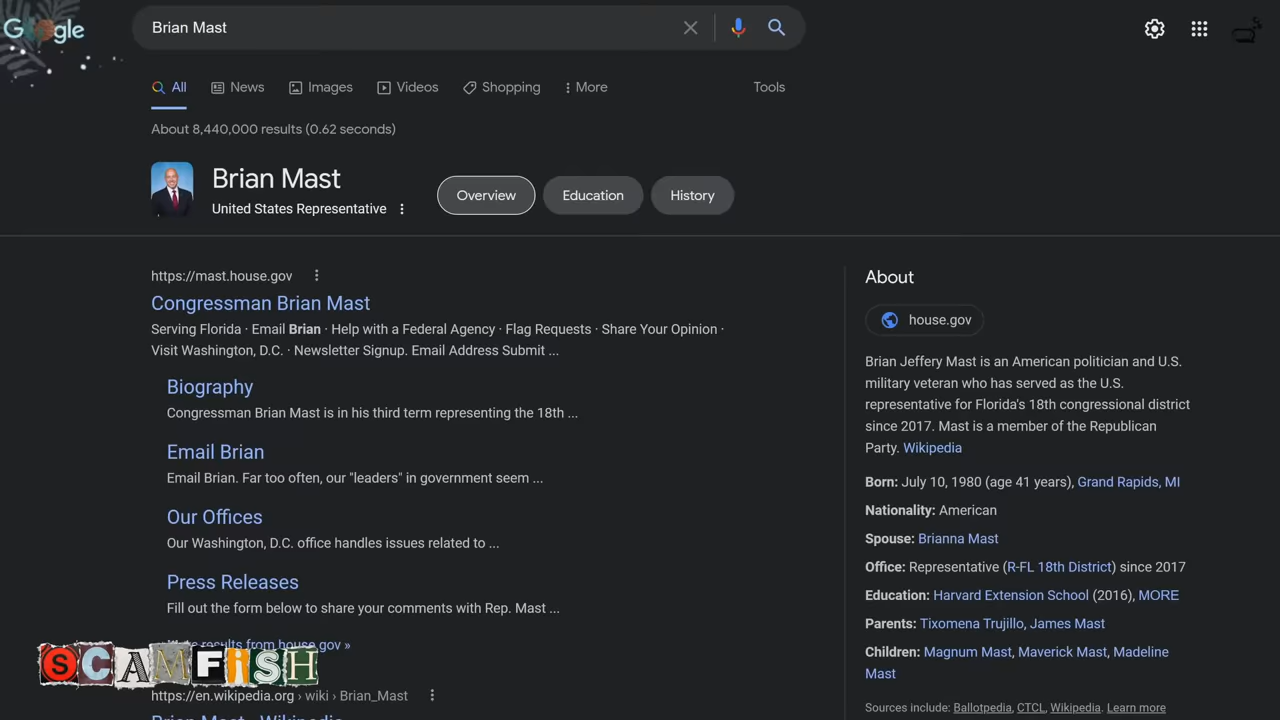 Google
Brian Mast
All
News
Images
Videos
Shopping
More
Tools
About 8,440,000 results (0.62 seconds)
Brian Mast
United States Representative
Overview
Education
History
https://mast.house.gov
Congressman Brian Mast
Serving Florida · Email Brian · Help with a Federal Agency · Flag Requests · Share Your Opinion ·
Visit Washington, D.C. · Newsletter Signup. Email Address Submit ...
Biography
Congressman Brian Mast is in his third term representing the 18th ...
Email Brian
Email Brian. Far too often, our "leaders" in government seem ...
Our Offices
Our Washington, D.C. office handles issues related to ...
Press Releases
Fill out the form below to share your comments with Rep. Mast ...
results from house.gov »
SCAMFISH
https://en.wikipedia.org › wiki › Brian_Mast
Brian Mast - Wikipedia
About
house.gov
Brian Jeffery Mast is an American politician and U.S.
military veteran who has served as the U.S.
representative for Florida's 18th congressional district
since 2017. Mast is a member of the Republican
Party. Wikipedia
Born: July 10, 1980 (age 41 years), Grand Rapids, MI
Nationality: American
Spouse: Brianna Mast
Office: Representative (R-FL 18th District) since 2017
Education: Harvard Extension School (2016), MORE
Parents: Tixomena Trujillo, James Mast
Children: Magnum Mast, Maverick Mast, Madeline
Mast
Sources include: Ballotpedia, CTCL, Wikipedia. Learn more